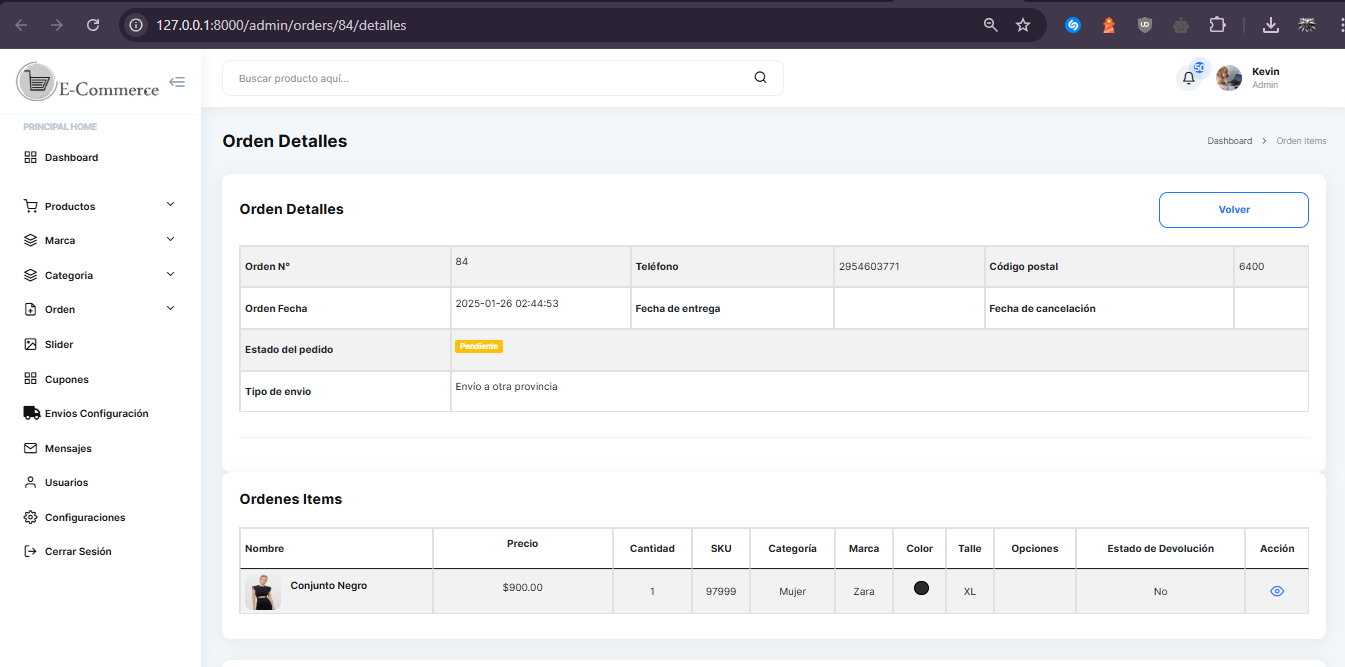 127.0.0.1:8000/admin/orders/84/detalles
E-Commerce
Buscar producto aquí...
50
Kevin
Admin
PRINCIPAL HOME
Dashboard
Productos
Marca
Categoria
Orden
Slider
Cupones
Envios Configuración
Mensajes
Usuarios
Configuraciones
Cerrar Sesión
Orden Detalles
Dashboard > Orden Items
Orden Detalles
Volver
Orden N° 84 Teléfono 2954603771 Código postal 6400
Orden Fecha 2025-01-26 02:44:53 Fecha de entrega Fecha de cancelación
Estado del pedido Pendiente
Tipo de envio Envío a otra provincia
Ordenes Items
Nombre Precio Cantidad SKU Categoría Marca Color Talle Opciones Estado de Devolución Acción
Conjunto Negro $900.00 1 97999 Mujer Zara XL No